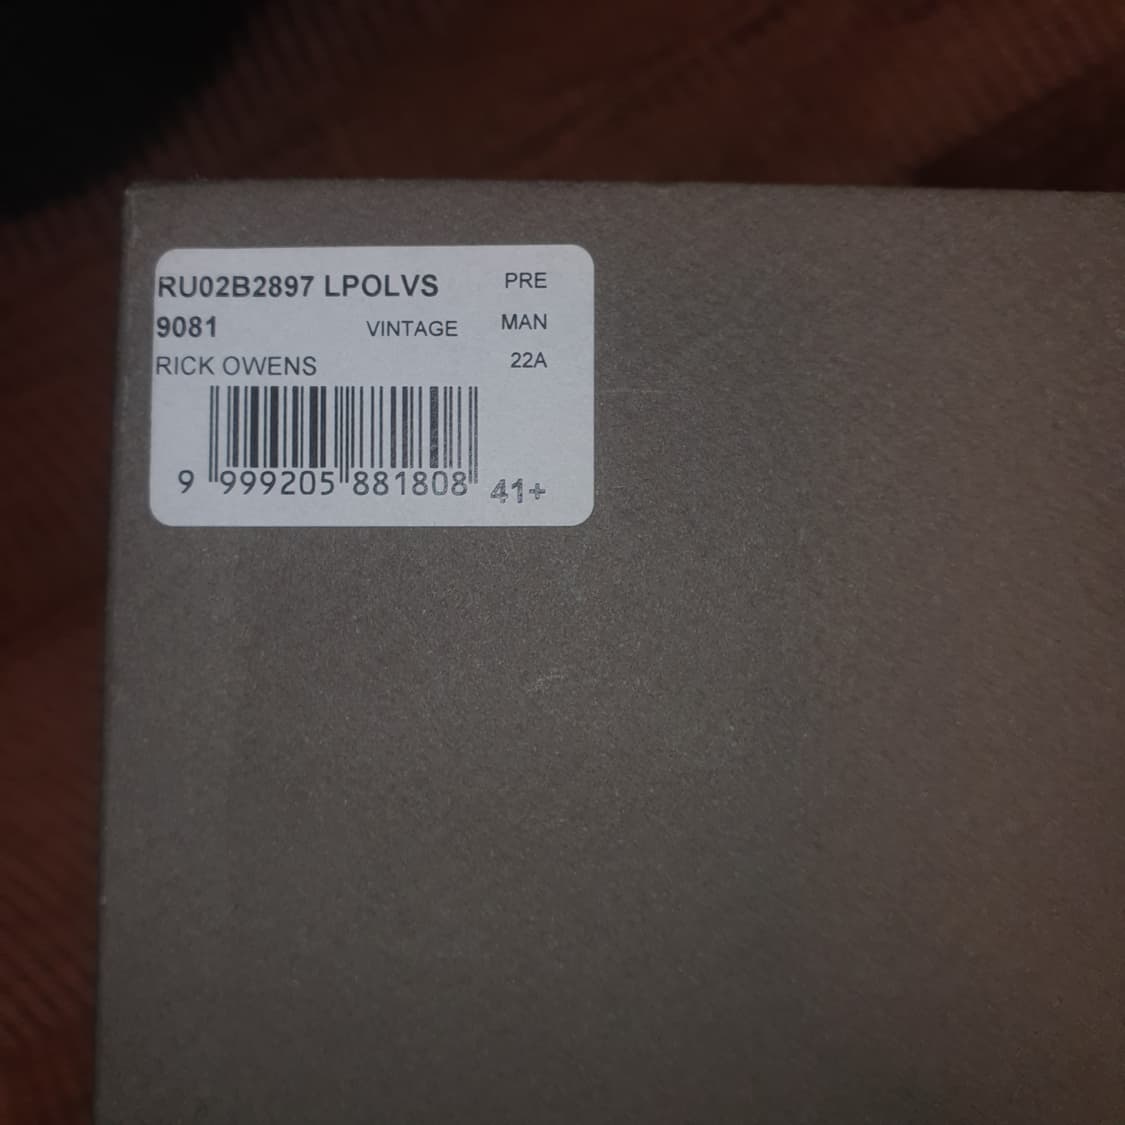 RU02B2897 LPOLVS PRE
9081 VINTAGE MAN
RICK OWENS 22A
9 999205 881808 41+